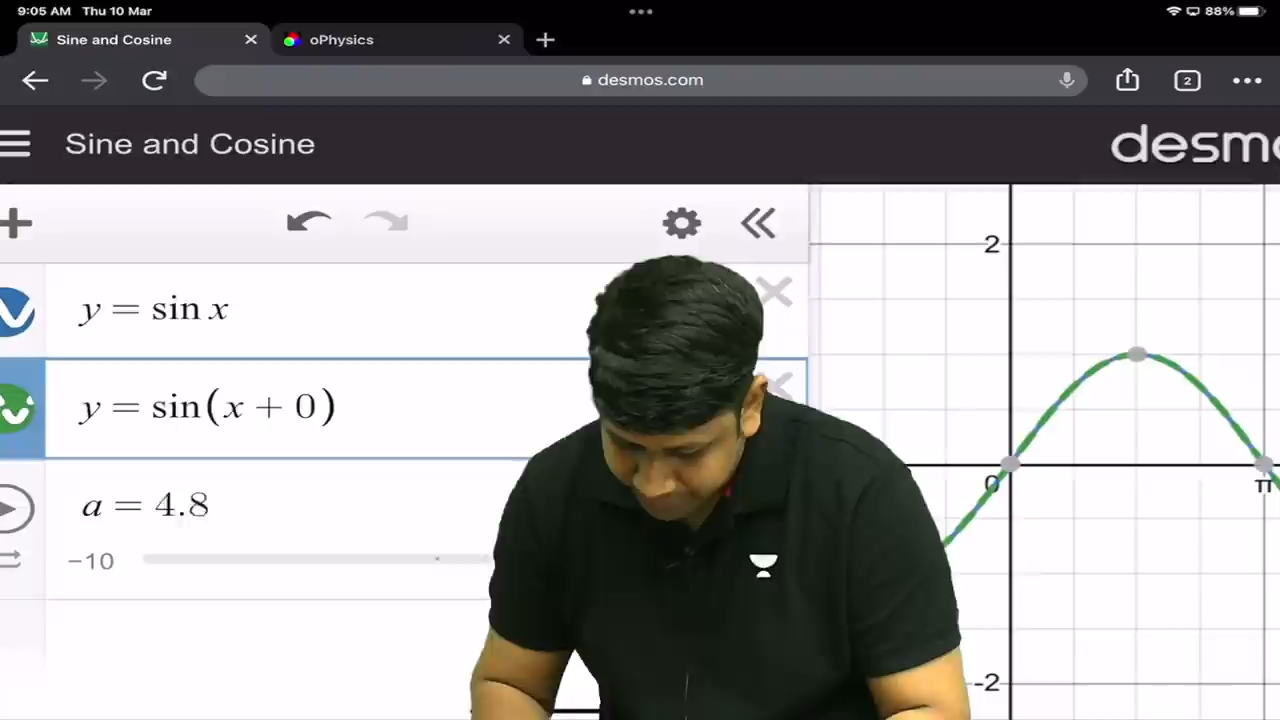 9:05 AM Thu 10 Mar
88%
Sine and Cosine
oPhysics
desmos.com
2
Sine and Cosine
desmo
y = sin x
y = sin(x + 0)
a = 4.8
-10
2
0
π
-2